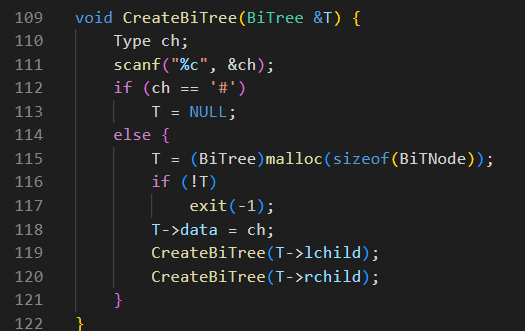 109 void CreateBiTree(BiTree &T) {
110     Type ch;
111     scanf("%c", &ch);
112     if (ch == '#')
113         T = NULL;
114     else {
115         T = (BiTree)malloc(sizeof(BiTNode));
116         if (!T)
117             exit(-1);
118         T->data = ch;
119         CreateBiTree(T->lchild);
120         CreateBiTree(T->rchild);
121     }
122 }